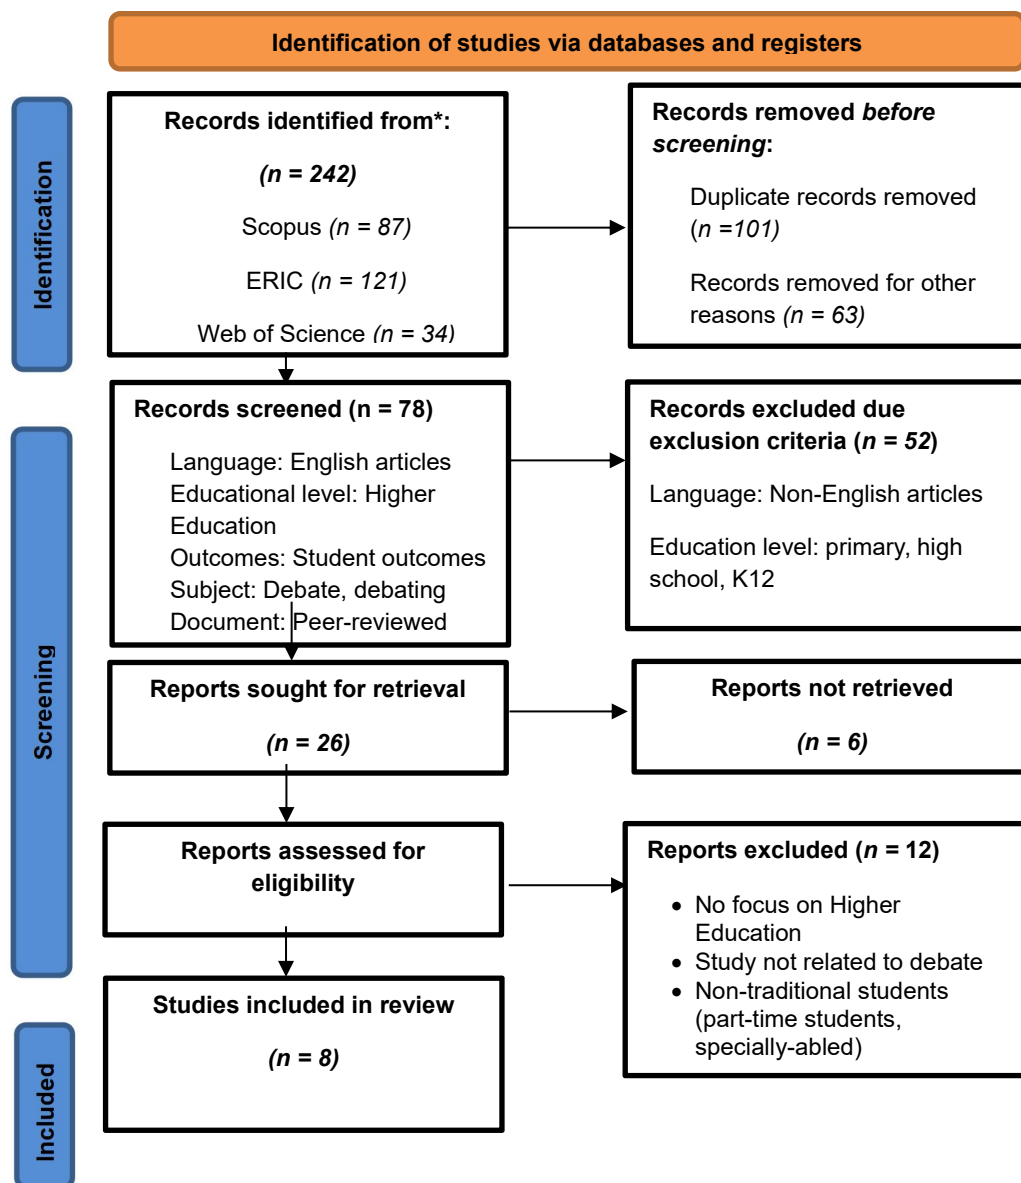 Identification of studies via databases and registers
Identification
Records identified from*:
(n = 242)
Scopus (n = 87)
ERIC (n = 121)
Web of Science (n = 34)
Records removed before
screening:
Duplicate records removed
(n =101)
Records removed for other
reasons (n = 63)
Screening
Records screened (n = 78)
Language: English articles
Educational level: Higher
Education
Outcomes: Student outcomes
Subject: Debate, debating
Document: Peer-reviewed
Records excluded due
exclusion criteria (n = 52)
Language: Non-English articles
Education level: primary, high
school, K12
Reports sought for retrieval
(n = 26)
Reports not retrieved
(n = 6)
Reports assessed for
eligibility
Reports excluded (n = 12)
• No focus on Higher
Education
• Study not related to debate
• Non-traditional students
(part-time students,
specially-abled)
Included
Studies included in review
(n = 8)